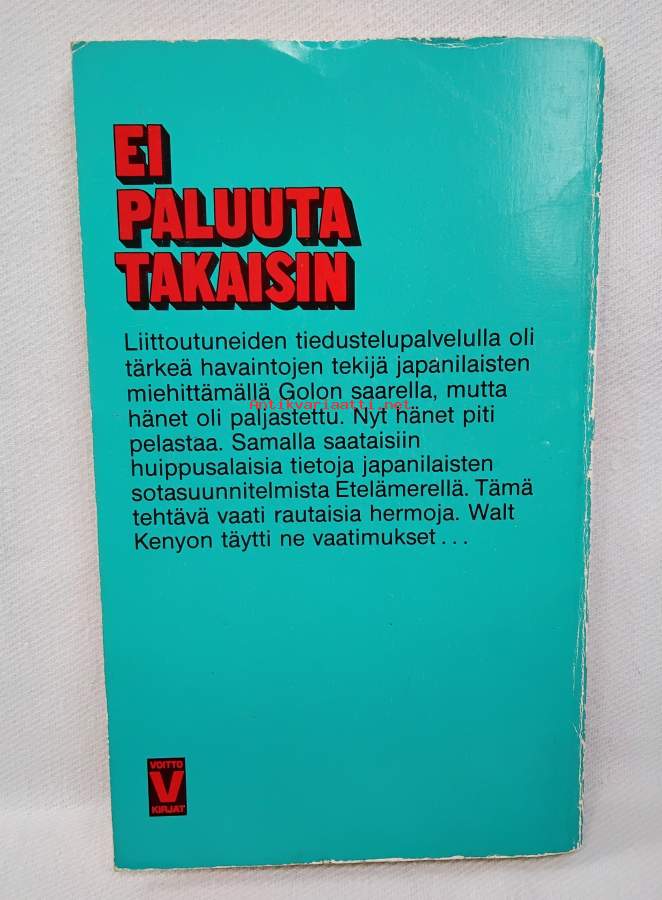 EI
PALUUTA
TAKAISIN
Liittoutuneiden tiedustelupalvelulla oli
tärkeä havaintojen tekijä japanilaisten
miehittämällä Golon saarella, mutta
Antikvariaatti.net
hänet oli paljastettu. Nyt hänet piti
pelastaa. Samalla saataisiin
huippusalaisia tietoja japanilaisten
sotasuunnitelmista Etelämerellä. Tämä
tehtävä vaati rautaisia hermoja. Walt
Kenyon täytti ne vaatimukset...
VOITTO
V
KIRJAT